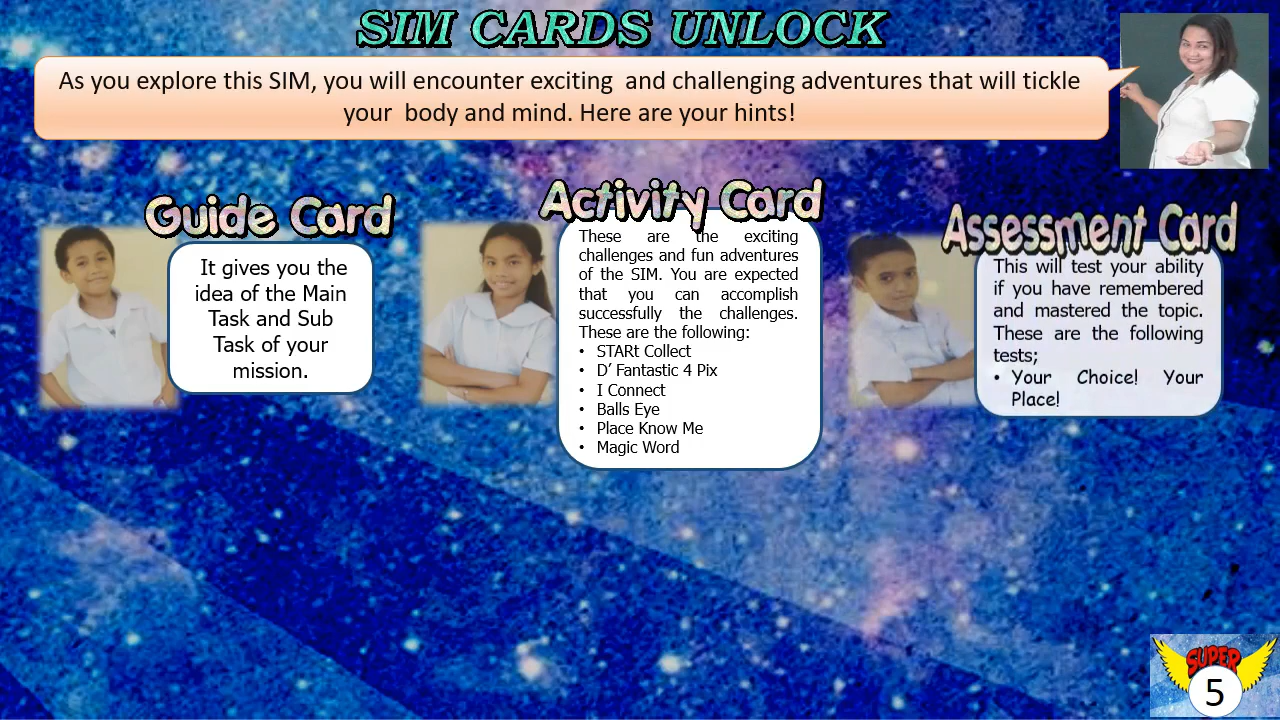 SIM CARDS UNLOCK
As you explore this SIM, you will encounter exciting and challenging adventures that will tickle
your body and mind. Here are your hints!
Guide Card
It gives you the
idea of the Main
Task and Sub
Task of your
mission.
Activity Card
These are the exciting
challenges and fun adventures
of the SIM. You are expected
that you can accomplish
successfully the challenges.
These are the following:
• STARt Collect
• D’ Fantastic 4 Pix
• I Connect
• Balls Eye
• Place Know Me
• Magic Word
Assessment Card
This will test your ability
if you have remembered
and mastered the topic.
These are the following
tests;
• Your Choice! Your
Place!
SUPER
5